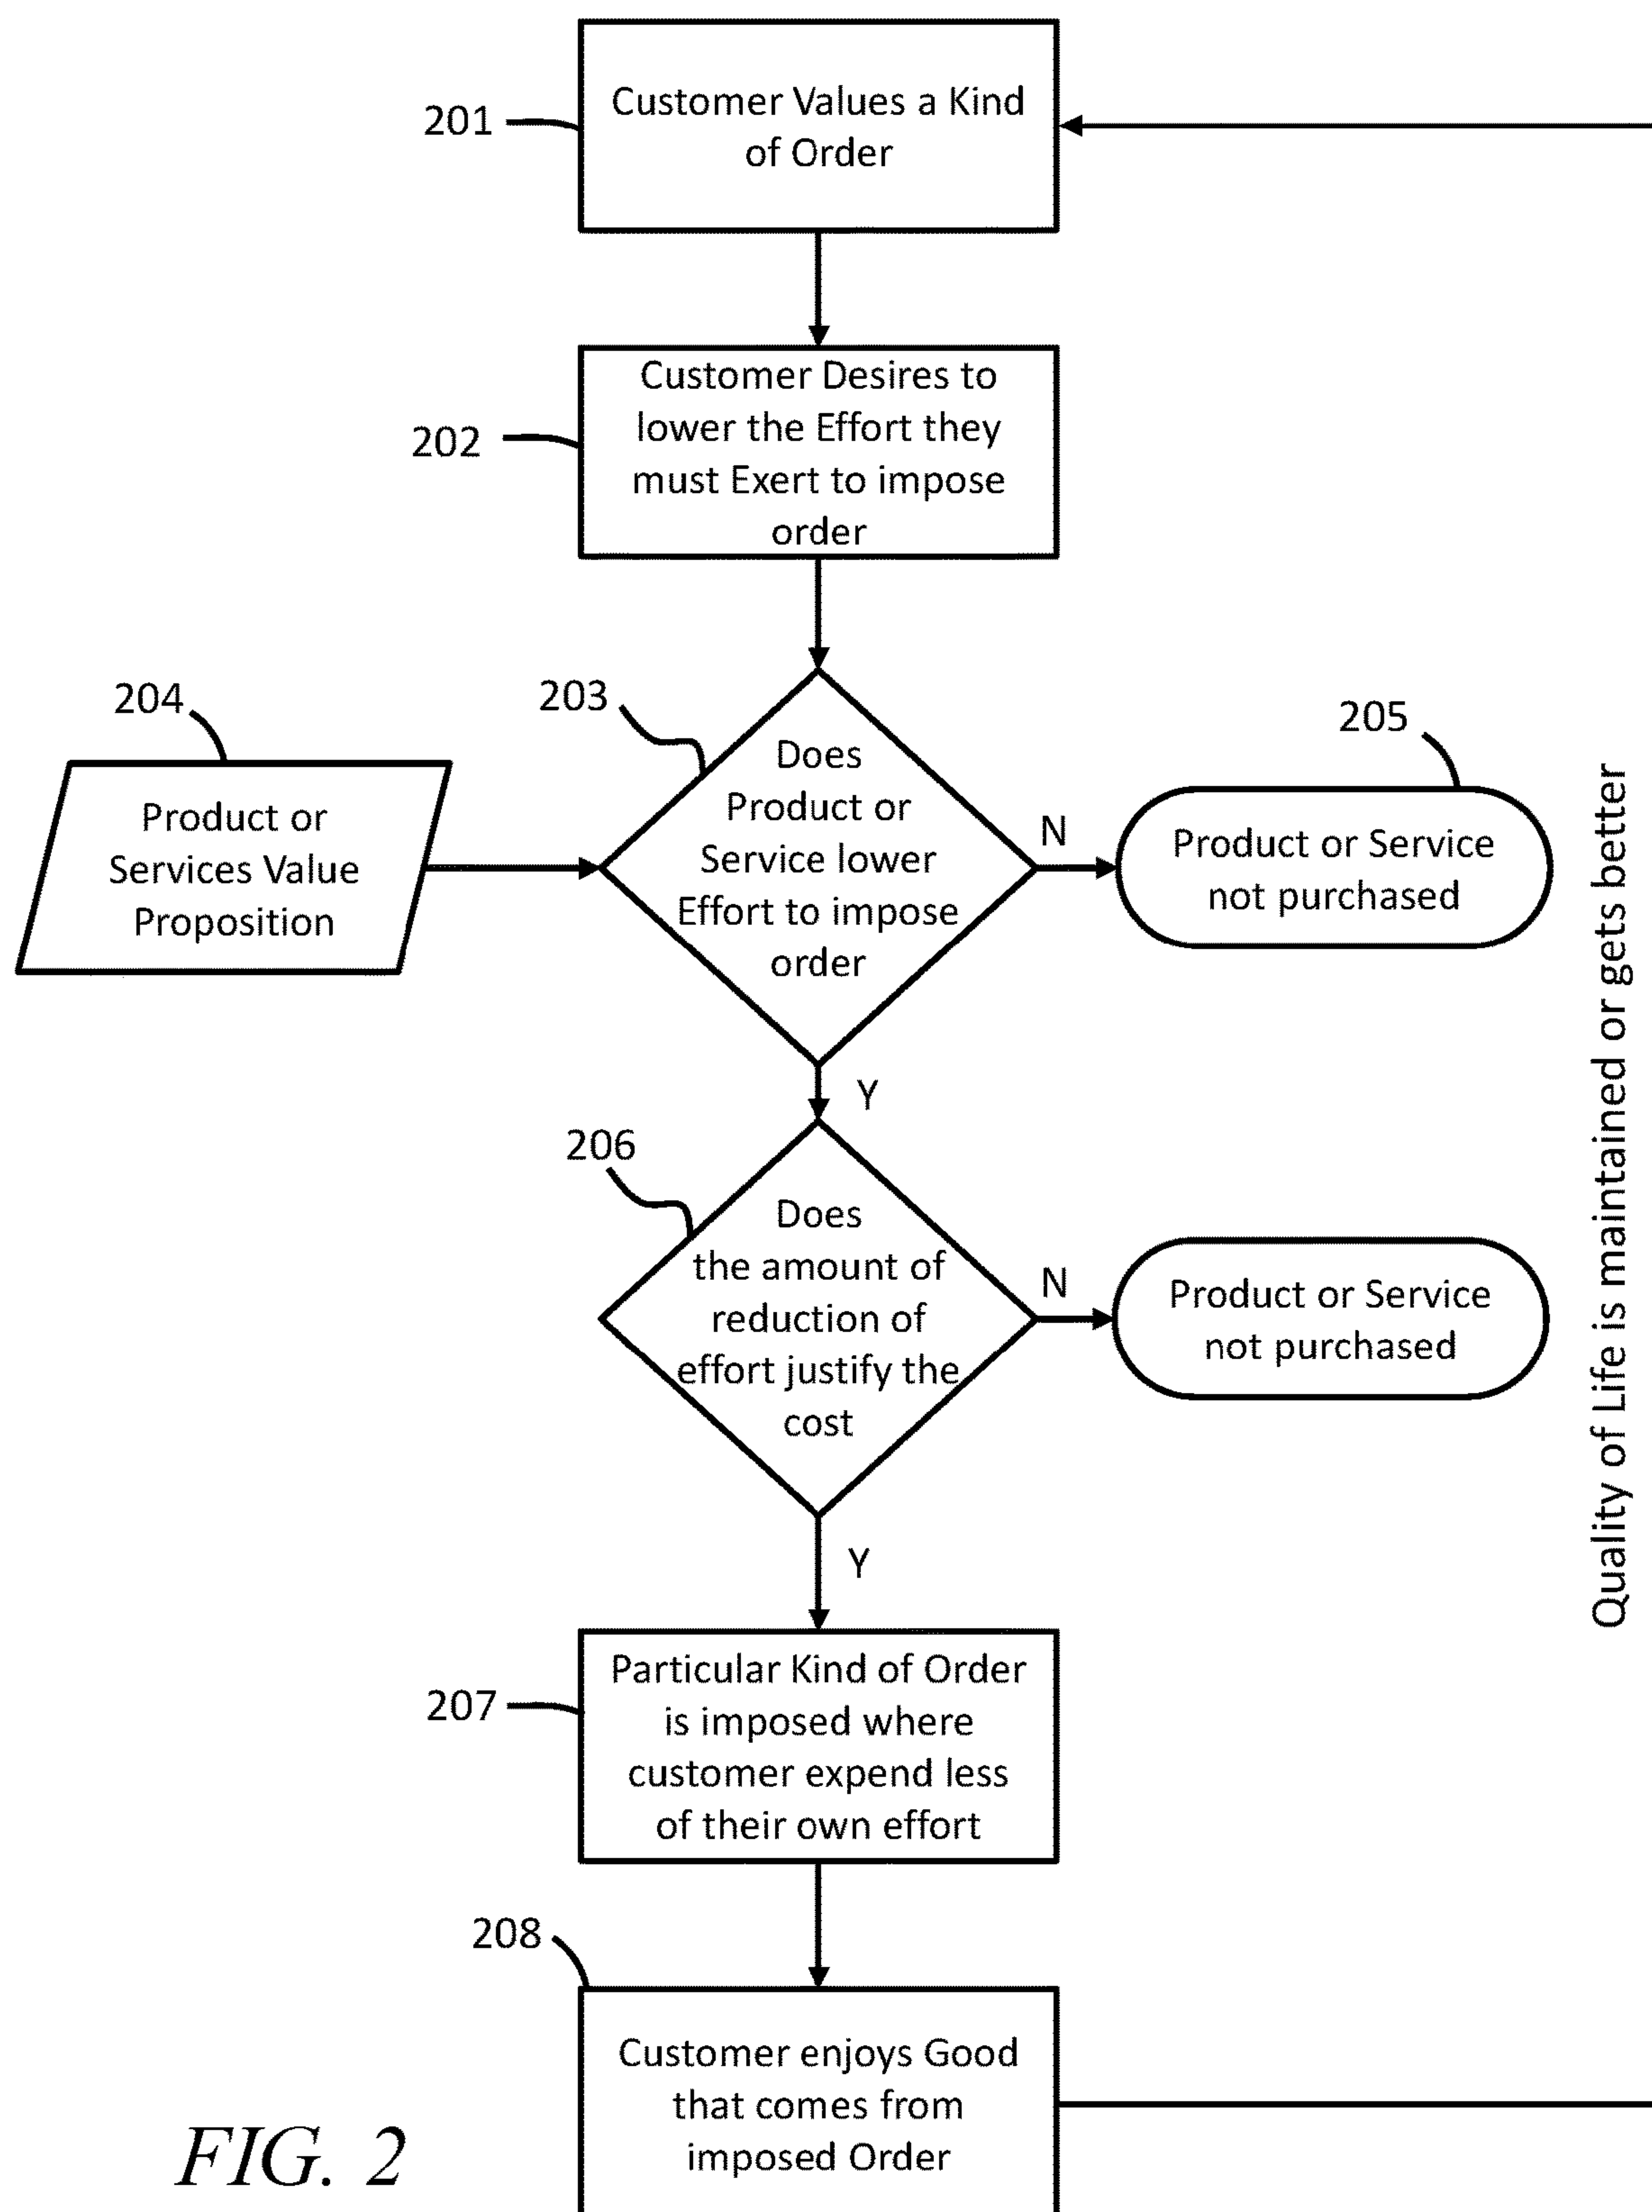 201
Customer Values a Kind
of Order
202
Customer Desires to
lower the Effort they
must Exert to impose
order
204
Product or
Services Value
Proposition
203
Does
Product or
Service lower
Effort to impose
order
N
205
Product or Service
not purchased
Y
206
Does
the amount of
reduction of
effort justify the
cost
N
Product or Service
not purchased
Y
Quality of Life is maintained or gets better
207
Particular Kind of Order
is imposed where
customer expend less
of their own effort
208
Customer enjoys Good
that comes from
imposed Order
FIG. 2